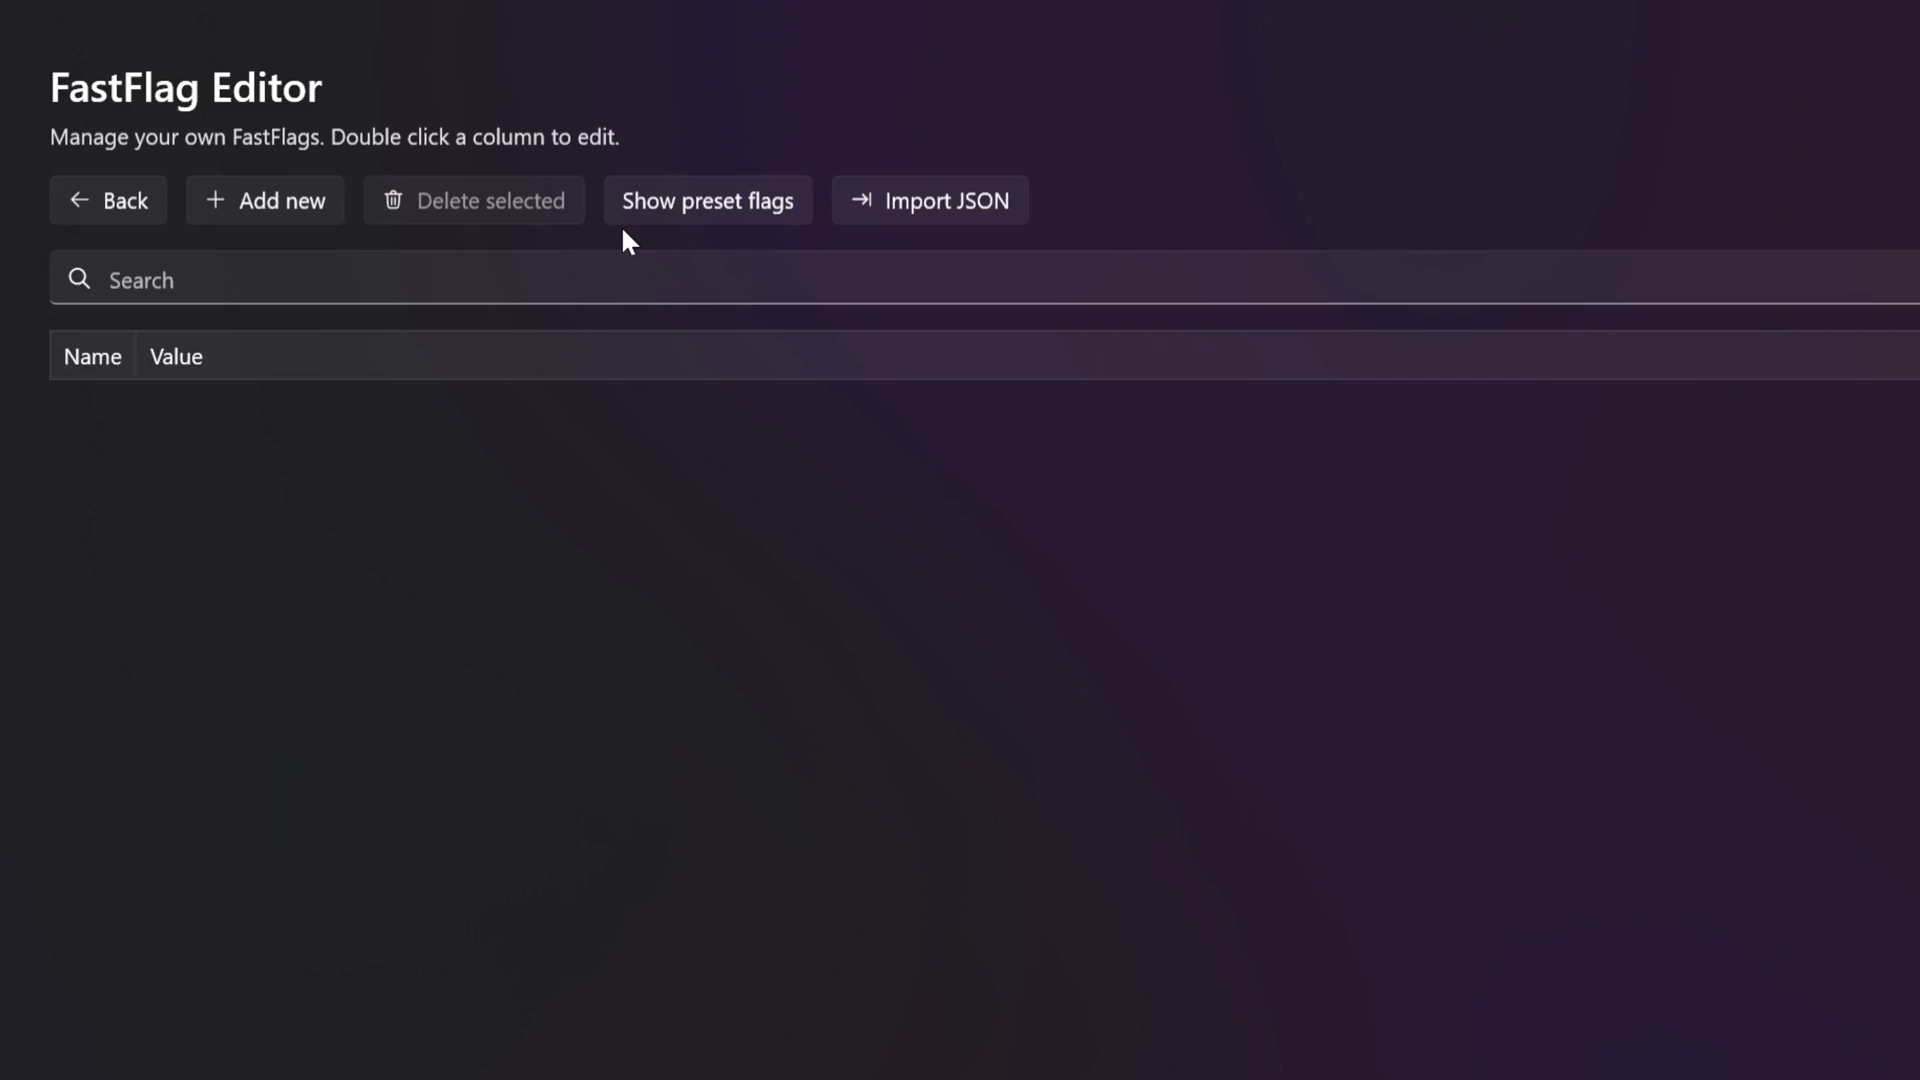 FastFlag Editor
Manage your own FastFlags. Double click a column to edit.
Back Add new Delete selected Show preset flags Import JSON
Search
Name Value